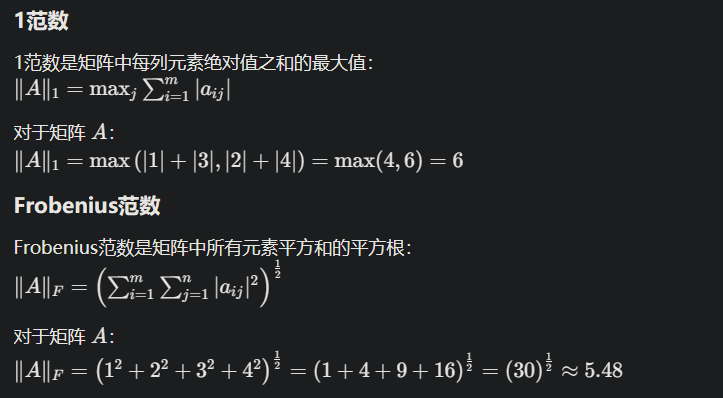 1范数
1范数是矩阵中每列元素绝对值之和的最大值：
$\|A\|_1 = \max_j \sum_{i=1}^{m} |a_{ij}|$
对于矩阵 $A$：
$\|A\|_1 = \max(|1| + |3|, |2| + |4|) = \max(4, 6) = 6$
Frobenius范数
Frobenius范数是矩阵中所有元素平方和的平方根：
$\|A\|_F = \left(\sum_{i=1}^{m} \sum_{j=1}^{n} |a_{ij}|^2\right)^{\frac{1}{2}}$
对于矩阵 $A$：
$\|A\|_F = \left(1^2 + 2^2 + 3^2 + 4^2\right)^{\frac{1}{2}} = (1 + 4 + 9 + 16)^{\frac{1}{2}} = (30)^{\frac{1}{2}} \approx 5.48$